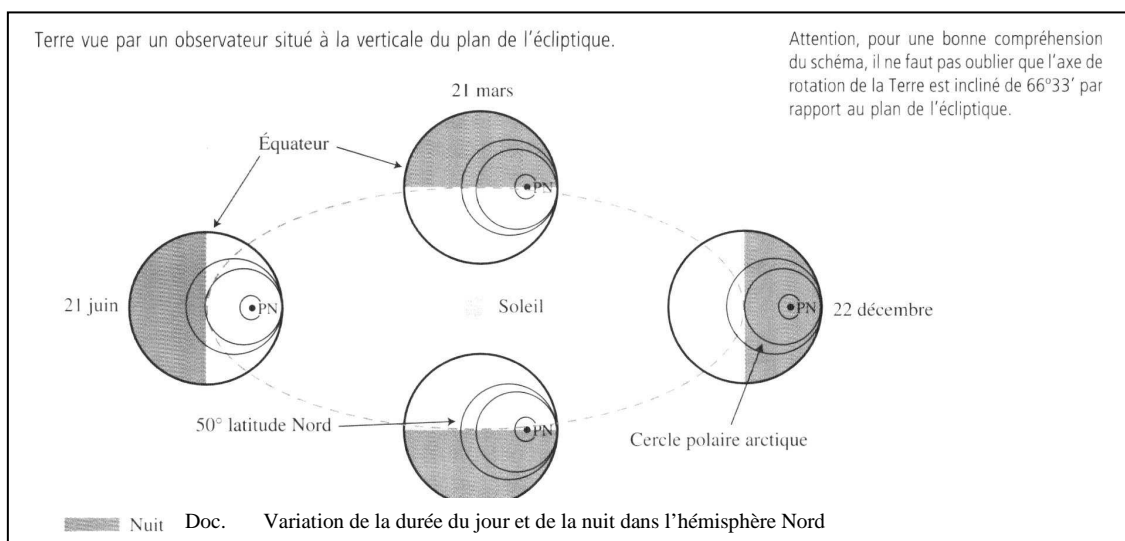 Terre vue par un observateur situé à la verticale du plan de l'écliptique.
Attention, pour une bonne compréhension
du schéma, il ne faut pas oublier que l'axe de
rotation de la Terre est incliné de 66°33' par
rapport au plan de l'écliptique.
21 mars
Équateur
PN
21 juin
PN
Soleil
PN
22 décembre
50° latitude Nord
PN
Cercle polaire arctique
Nuit
Doc. Variation de la durée du jour et de la nuit dans l'hémisphère Nord